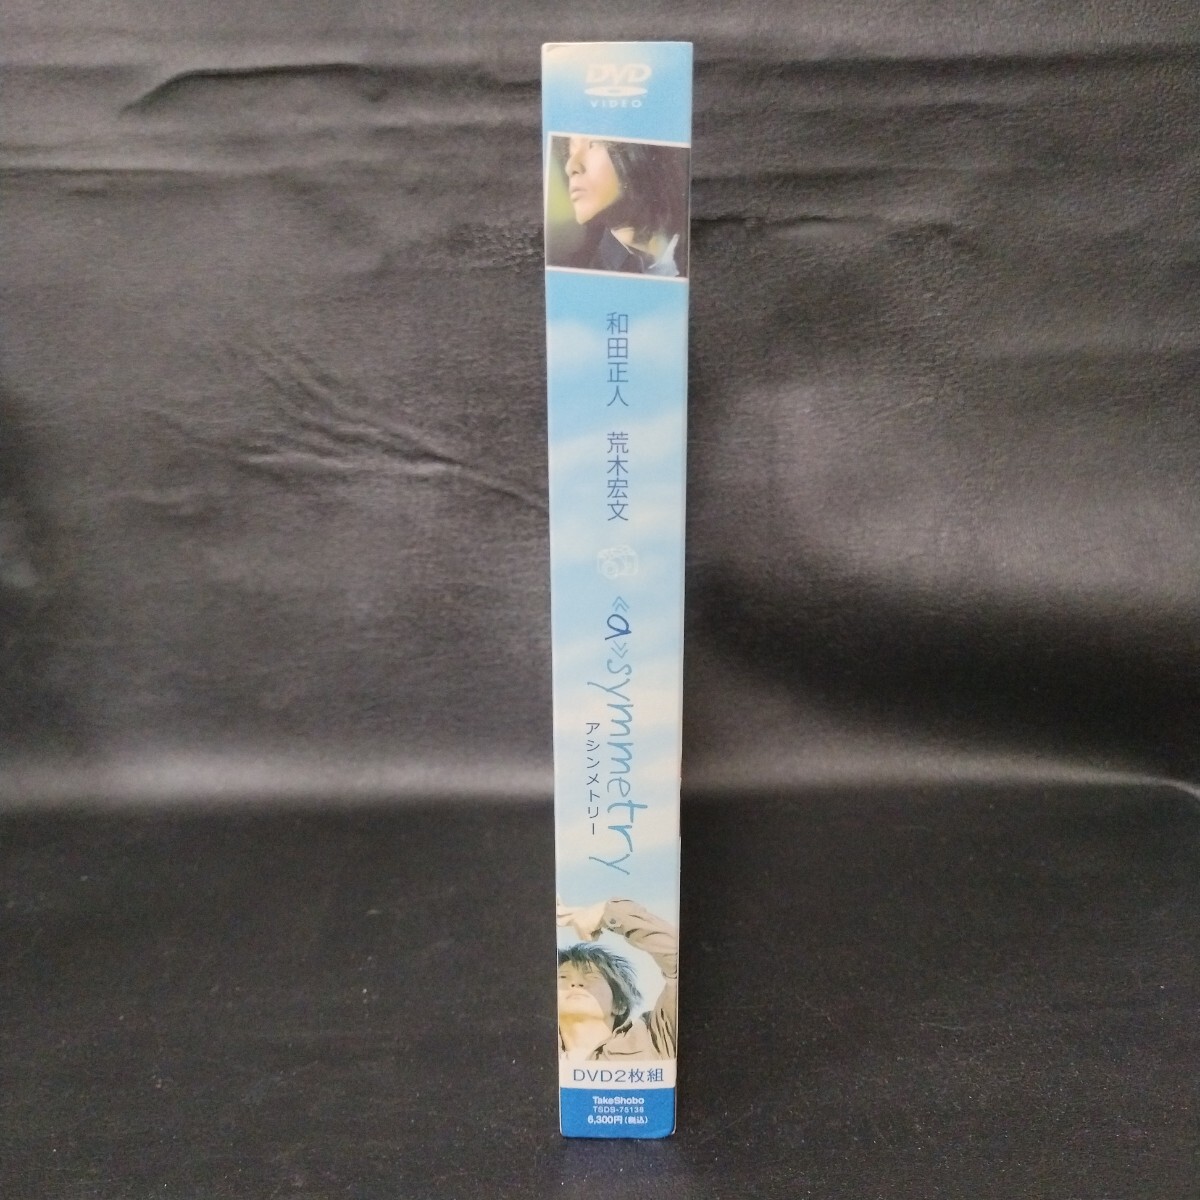 DVD
VIDEO
和田正人　荒木宏文
≪a≫symmetry
アシンメトリー
DVD2枚組
TakeShobo
TSDS-75138
6,300円(税込)